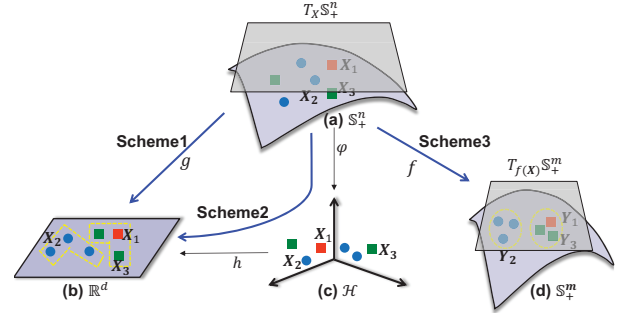 T_X 𝕊^n_+
X_1
X_3
X_2
(a) 𝕊^n_+
Scheme1
g
φ
Scheme3
f
T_{f(X)} 𝕊^m_+
Scheme2
X_2
X_1
X_3
h
X_1
X_2
X_3
Y_1
Y_3
Y_2
(b) ℝ^d
(c) ℋ
(d) 𝕊^m_+